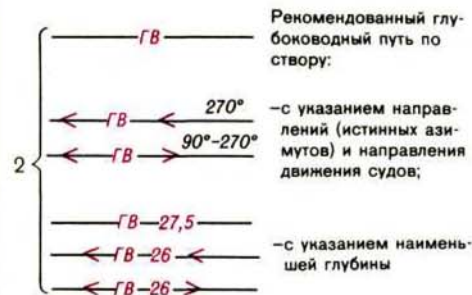 ГВ
Рекомендованный глу-
боководный путь по
створу:
ГВ 270°
ГВ 90°-270°
-с указанием направ-
лений (истинных ази-
мутов) и направления
движения судов;
2
ГВ-27,5
ГВ-26
ГВ-26
-с указанием наимень-
шей глубины